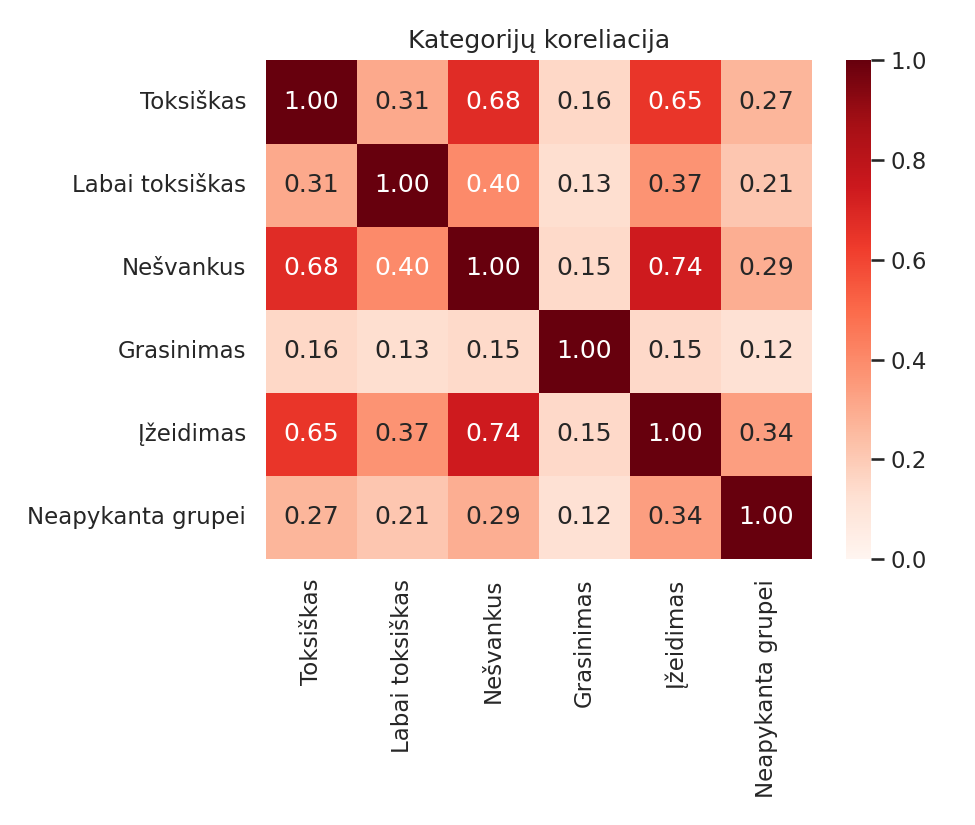 Kategorijų koreliacija
Toksiškas 1.00 0.31 0.68 0.16 0.65 0.27
Labai toksiškas 0.31 1.00 0.40 0.13 0.37 0.21
Nešvankus 0.68 0.40 1.00 0.15 0.74 0.29
Grasinimas 0.16 0.13 0.15 1.00 0.15 0.12
Įžeidimas 0.65 0.37 0.74 0.15 1.00 0.34
Neapykanta grupei 0.27 0.21 0.29 0.12 0.34 1.00
Toksiškas
Labai toksiškas
Nešvankus
Grasinimas
Įžeidimas
Neapykanta grupei
1.0
0.8
0.6
0.4
0.2
0.0